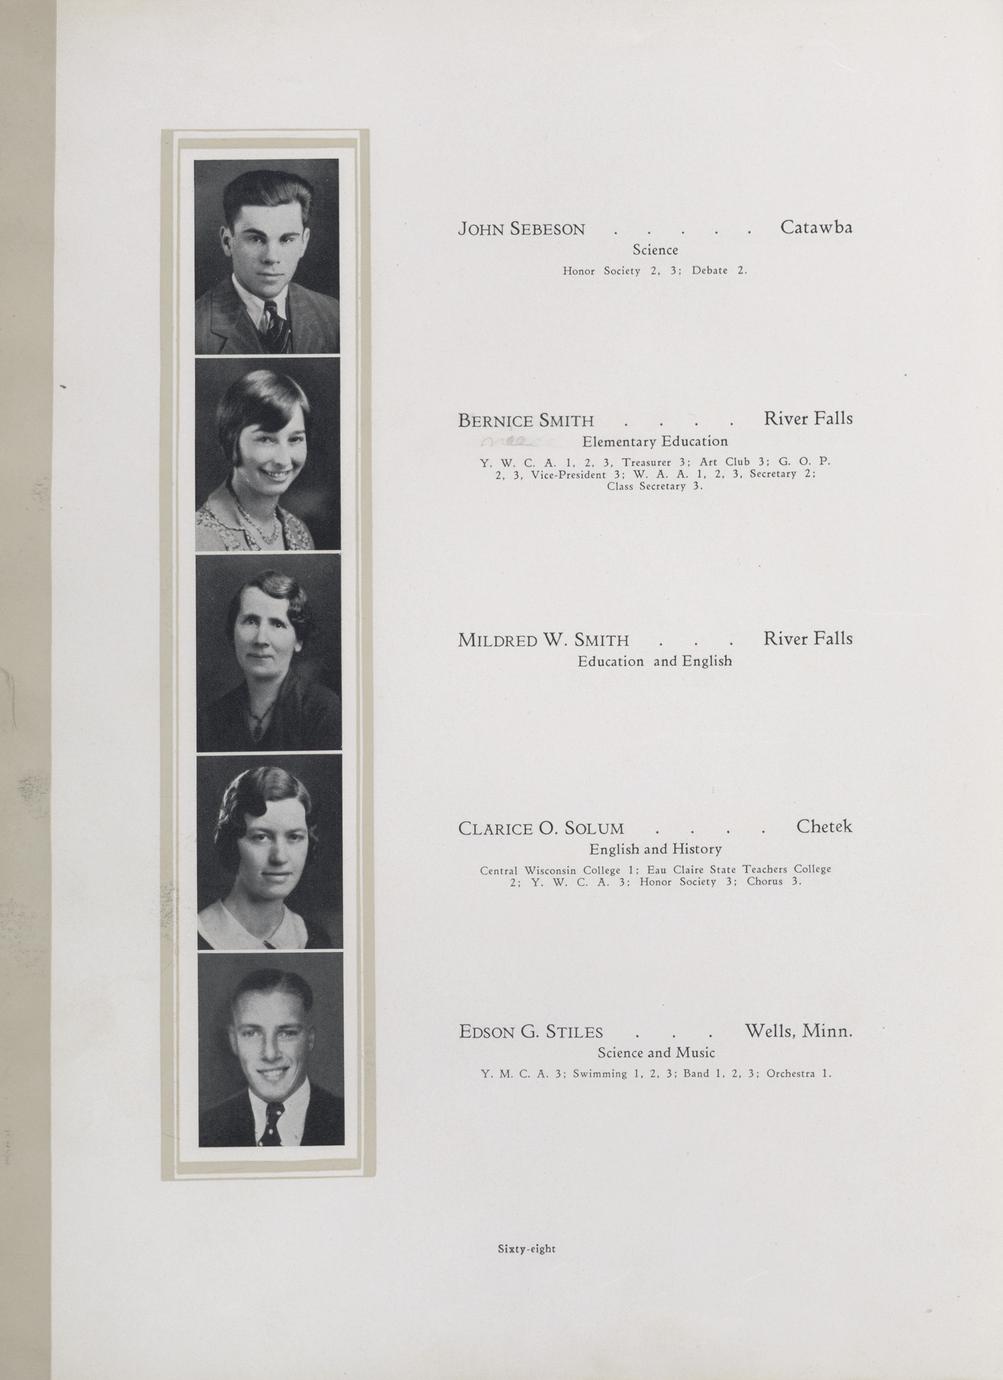 JOHN SEBESON . . . . . Catawba
Science
Honor Society 2, 3; Debate 2.
BERNICE SMITH . . . . River Falls
Elementary Education
Y. W. C. A. 1, 2, 3, Treasurer 3; Art Club 3; G. O. P.
2, 3, Vice-President 3; W. A. A. 1, 2, 3, Secretary 2;
Class Secretary 3.
MILDRED W. SMITH . . . River Falls
Education and English
CLARICE O. SOLUM . . . . Chetek
English and History
Central Wisconsin College 1; Eau Claire State Teachers College
2; Y. W. C. A. 3; Honor Society 3; Chorus 3.
EDSON G. STILES . . . Wells, Minn.
Science and Music
Y. M. C. A. 3; Swimming 1, 2, 3; Band 1, 2, 3; Orchestra 1.
Sixty-eight